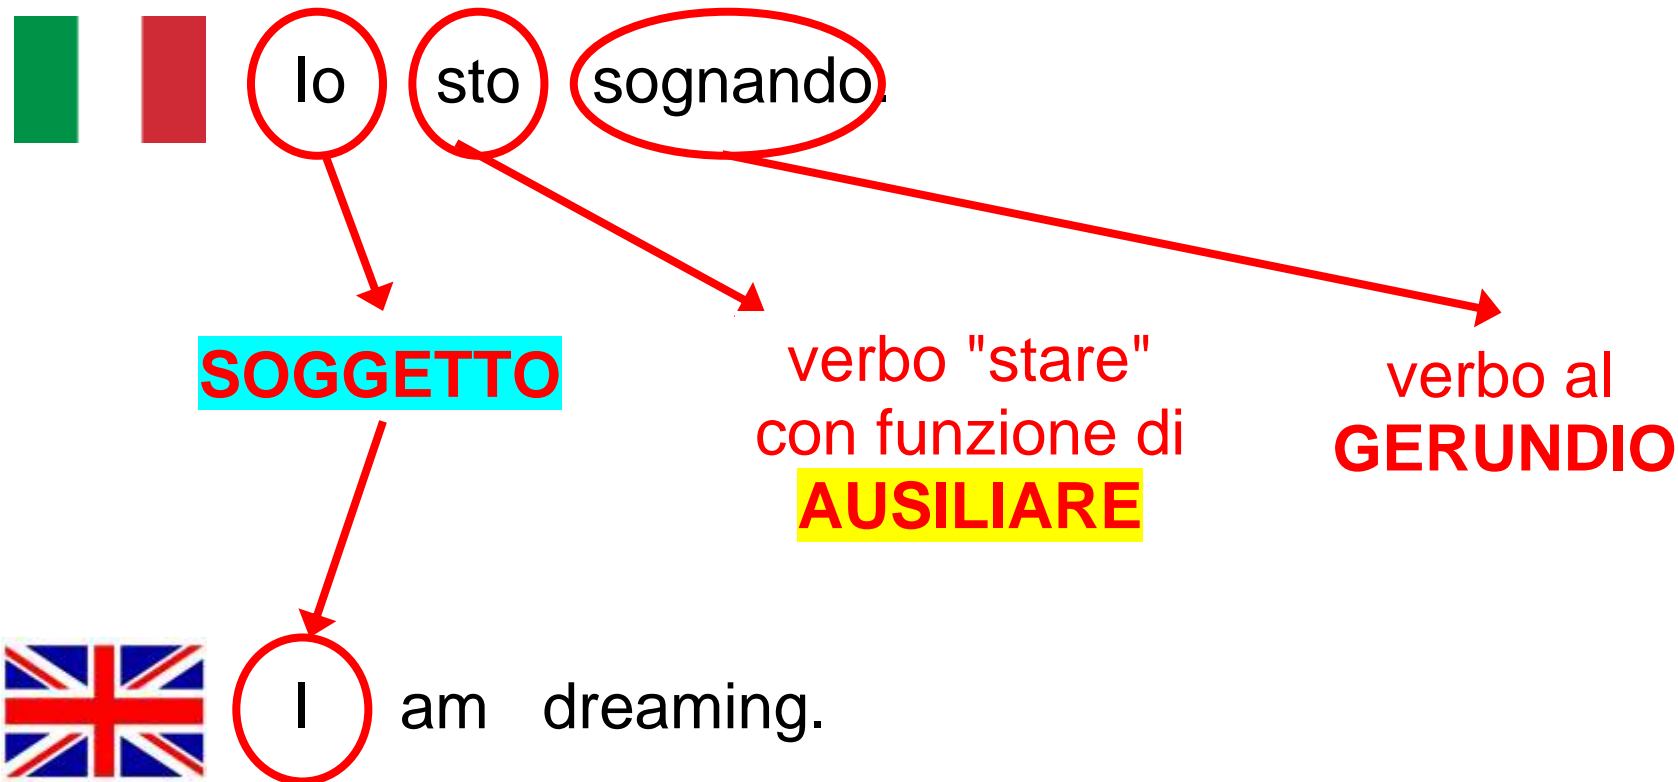 Io sto sognando.
SOGGETTO
verbo "stare"
con funzione di
AUSILIARE
verbo al
GERUNDIO
I am dreaming.